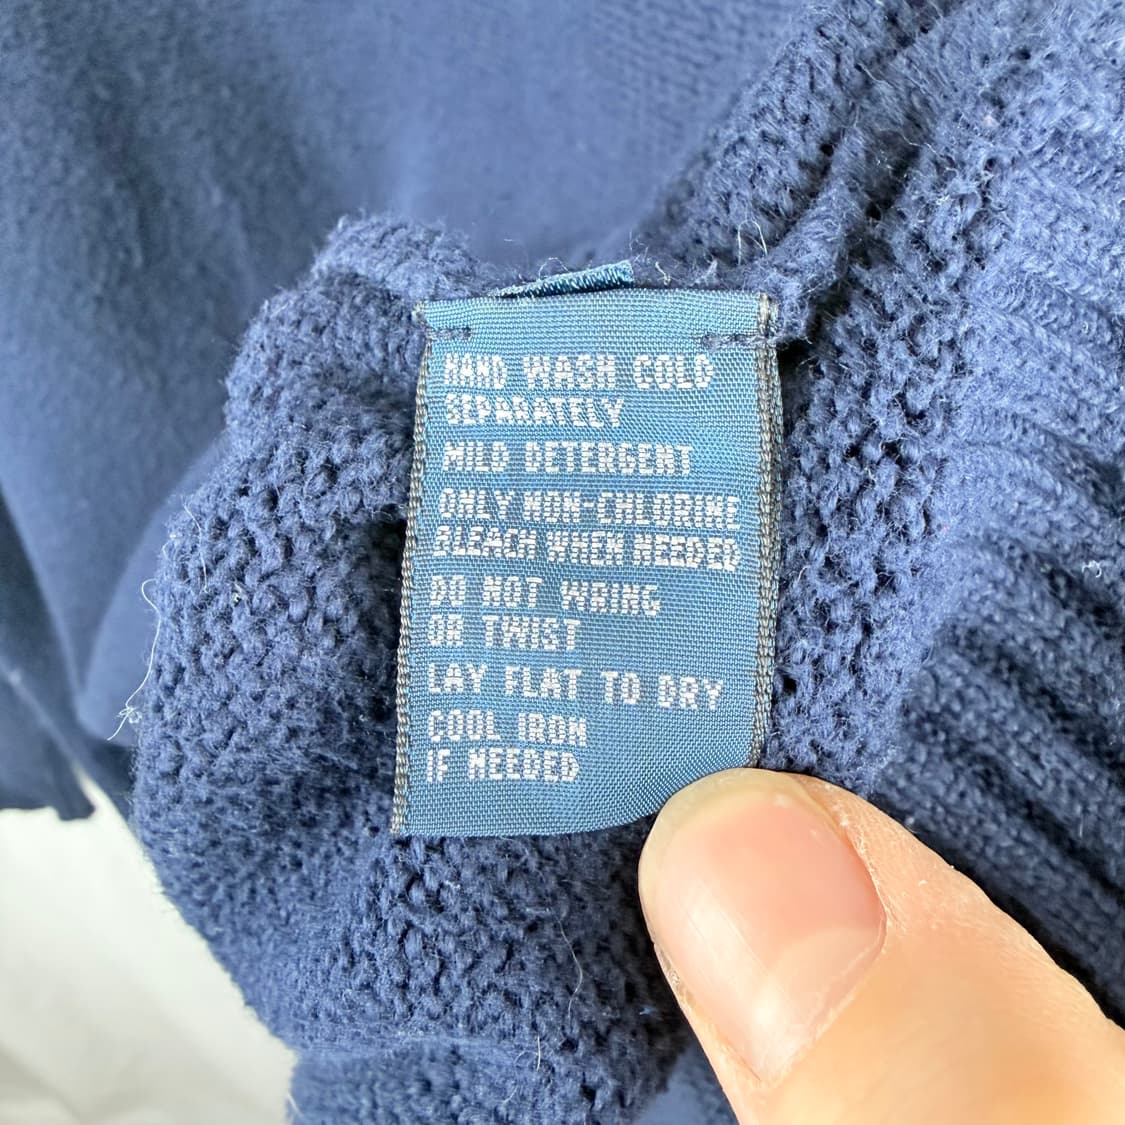 HAND WASH COLD
SEPARATELY
MILD DETERGENT
ONLY NON-CHLORINE
BLEACH WHEN NEEDED
DO NOT WRING
OR TWIST
LAY FLAT TO DRY
COOL IRON
IF NEEDED